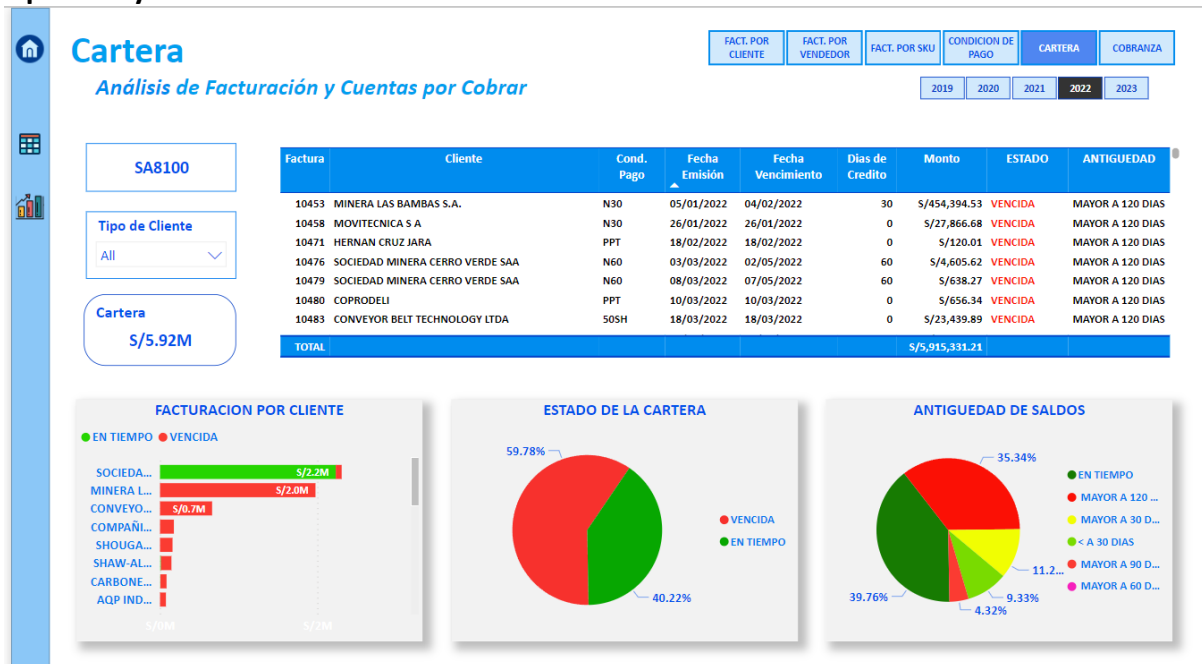 Cartera
Análisis de Facturación y Cuentas por Cobrar
FACT. POR CLIENTE
FACT. POR VENDEDOR
FACT. POR SKU
CONDICION DE PAGO
CARTERA
COBRANZA
2019 2020 2021 2022 2023
SA8100
Tipo de Cliente
All
Cartera
S/5.92M
Factura Cliente Cond. Pago Fecha Emisión Fecha Vencimiento Dias de Credito Monto ESTADO ANTIGUEDAD
10453 MINERA LAS BAMBAS S.A. N30 05/01/2022 04/02/2022 30 S/454,394.53 VENCIDA MAYOR A 120 DIAS
10458 MOVITECNICA S A N30 26/01/2022 26/01/2022 0 S/27,866.68 VENCIDA MAYOR A 120 DIAS
10471 HERNAN CRUZ JARA PPT 18/02/2022 18/02/2022 0 S/120.01 VENCIDA MAYOR A 120 DIAS
10476 SOCIEDAD MINERA CERRO VERDE SAA N60 03/03/2022 02/05/2022 60 S/4,605.62 VENCIDA MAYOR A 120 DIAS
10479 SOCIEDAD MINERA CERRO VERDE SAA N60 08/03/2022 07/05/2022 60 S/638.27 VENCIDA MAYOR A 120 DIAS
10480 COPRODELI PPT 10/03/2022 10/03/2022 0 S/656.34 VENCIDA MAYOR A 120 DIAS
10483 CONVEYOR BELT TECHNOLOGY LTDA 50SH 18/03/2022 18/03/2022 0 S/23,439.89 VENCIDA MAYOR A 120 DIAS
TOTAL S/5,915,331.21
FACTURACION POR CLIENTE
EN TIEMPO VENCIDA
SOCIEDA... S/2.2M
MINERA L... S/2.0M
CONVEYO... S/0.7M
COMPAÑI...
SHOUGA...
SHAW-AL...
CARBONE...
AQP IND...
S/0M S/2M
ESTADO DE LA CARTERA
59.78%
40.22%
VENCIDA
EN TIEMPO
ANTIGUEDAD DE SALDOS
35.34%
11.2...
9.33%
4.32%
39.76%
EN TIEMPO
MAYOR A 120 ...
MAYOR A 30 D...
< A 30 DIAS
MAYOR A 90 D...
MAYOR A 60 D...